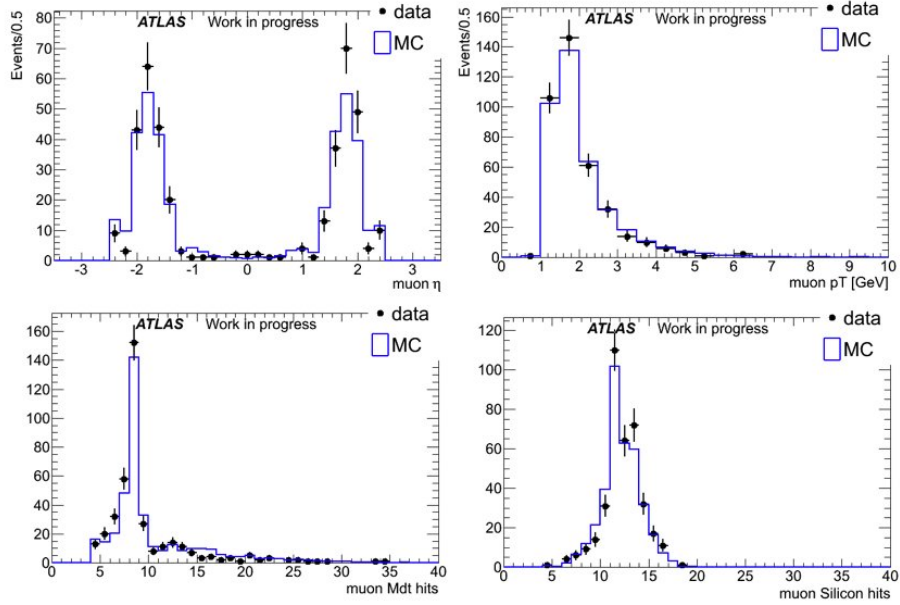 ATLAS Work in progress
data
MC
Events/0.5
80
70
60
50
40
30
20
10
0
-3 -2 -1 0 1 2 3
muon η
ATLAS Work in progress
data
MC
Events/0.5
160
140
120
100
80
60
40
20
0
0 1 2 3 4 5 6 7 8 9 10
muon pT [GeV]
ATLAS Work in progress
data
MC
160
140
120
100
80
60
40
20
0
0 5 10 15 20 25 30 35 40
muon Mdt hits
ATLAS Work in progress
data
MC
120
100
80
60
40
20
0
0 5 10 15 20 25 30 35 40
muon Silicon hits